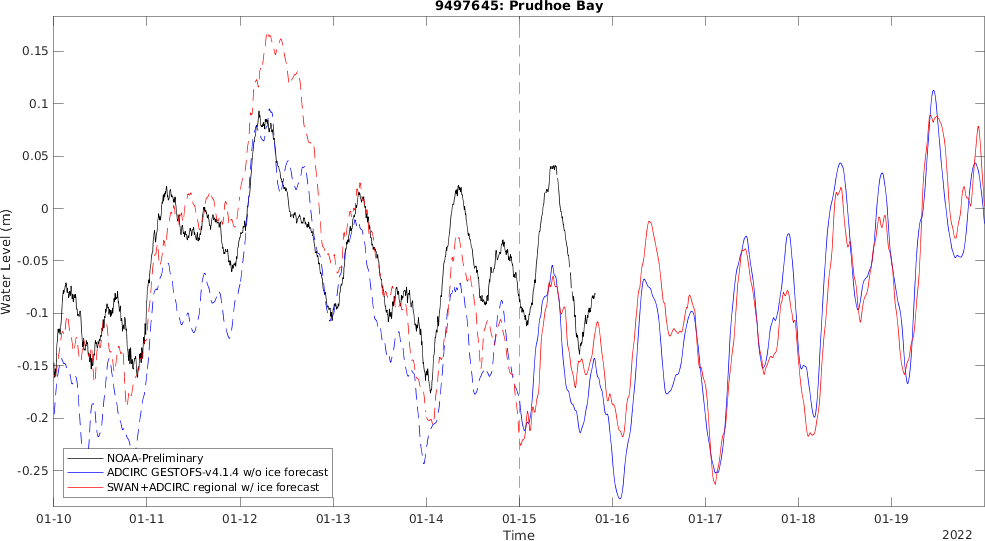 9497645: Prudhoe Bay
0.15
0.1
0.05
0
-0.05
-0.1
-0.15
-0.2
-0.25
Water Level (m)
NOAA-Preliminary
ADCIRC GESTOFS-v4.1.4 w/o ice forecast
SWAN+ADCIRC regional w/ ice forecast
01-10 01-11 01-12 01-13 01-14 01-15 01-16 01-17 01-18 01-19
Time
2022